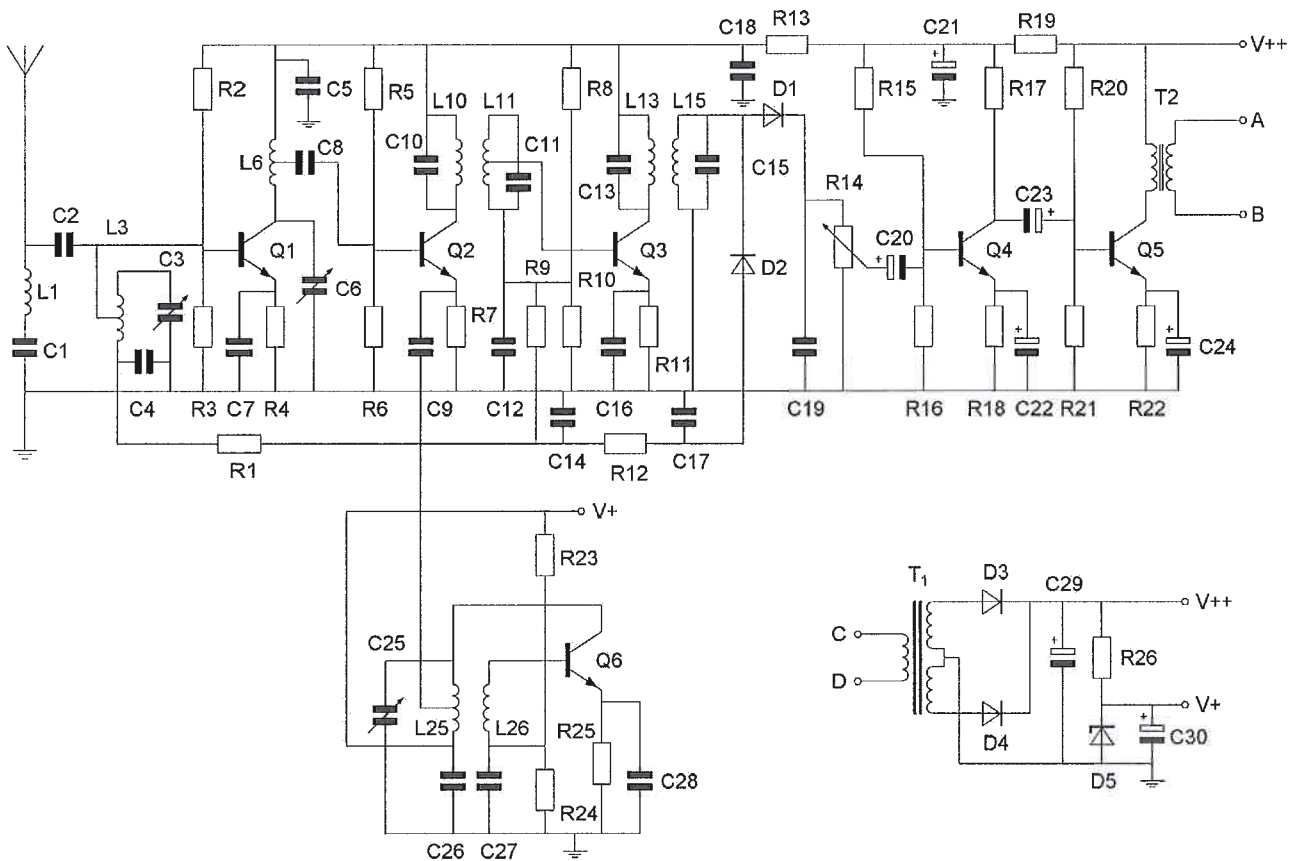 C18 R13 C21 R19
V++
R2 C5 R5 L10 L11 R8 L13 L15 D1 R15 R17 R20 T2
A
C8 C10 C11 C13 C15 R14 C23
L6
B
C2 L3 Q1 Q2 Q3 C20 Q4 Q5
+ + + + +
C3 C6 R9 R10 D2
L1 R7
C1 R11 C24
C4 R3 C7 R4 R6 C9 C12 C16 C19 R16 R18 C22 R21 R22
R1 C14 R12 C17
V+
R23
T1 D3 C29
V++
C25 Q6 C +
R26
D
L25 L26 R25 V+
D4 + C30
C28 D5
R24
C26 C27